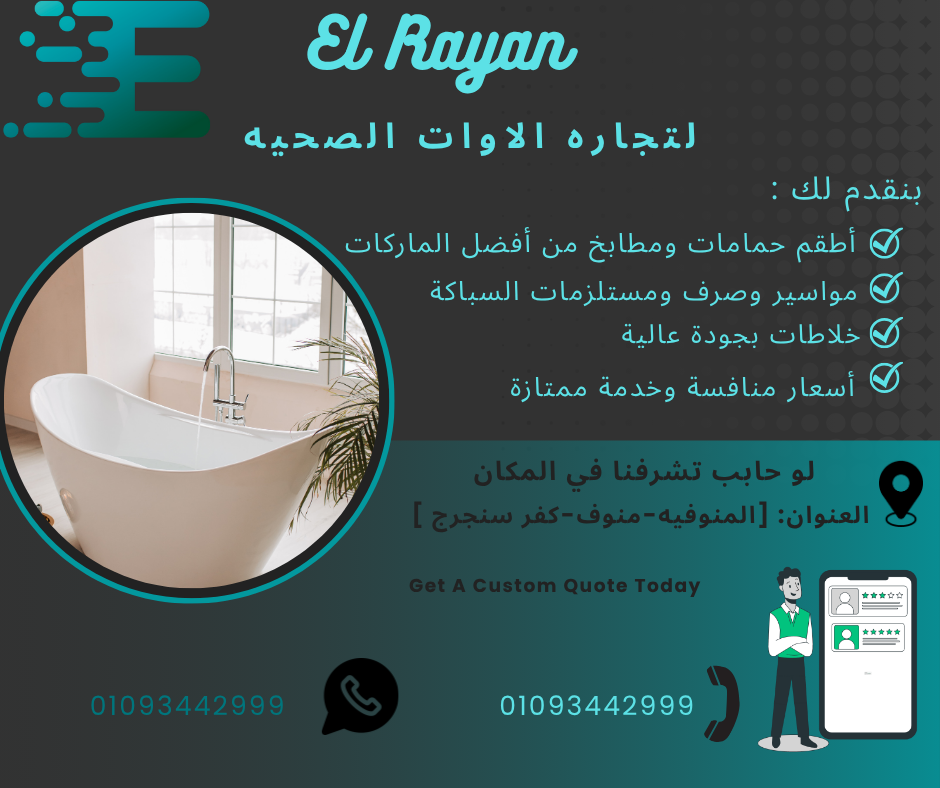 El Rayan
لتجاره الاوات الصحيه
بنقدم لك :
أطقم حمامات ومطابخ من أفضل الماركات
مواسير وصرف ومستلزمات السباكة
خلاطات بجودة عالية
أسعار منافسة وخدمة ممتازة
لو حابب تشرفنا في المكان
العنوان: [المنوفيه-منوف-كفر سنجرج ]
Get A Custom Quote Today
01093442999
01093442999